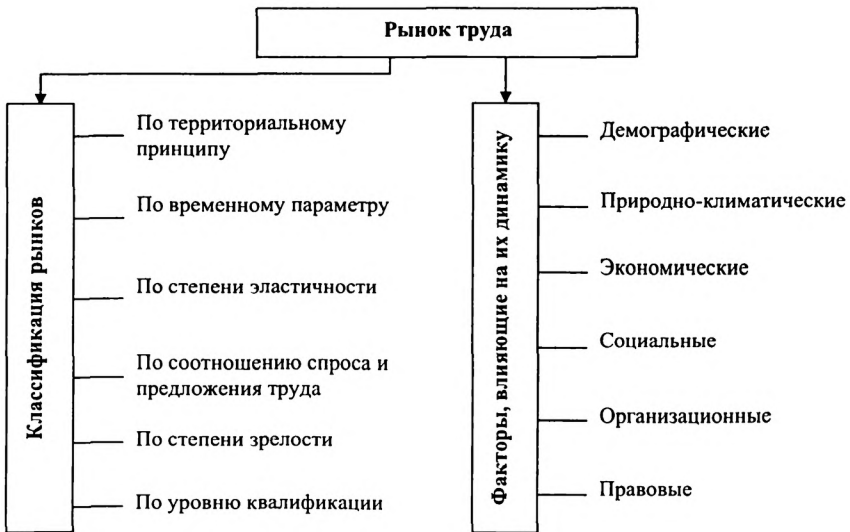 Рынок труда
Классификация рынков
По территориальному
принципу
По временному параметру
По степени эластичности
По соотношению спроса и
предложения труда
По степени зрелости
По уровню квалификации
Факторы, влияющие на их динамику
Демографические
Природно-климатические
Экономические
Социальные
Организационные
Правовые